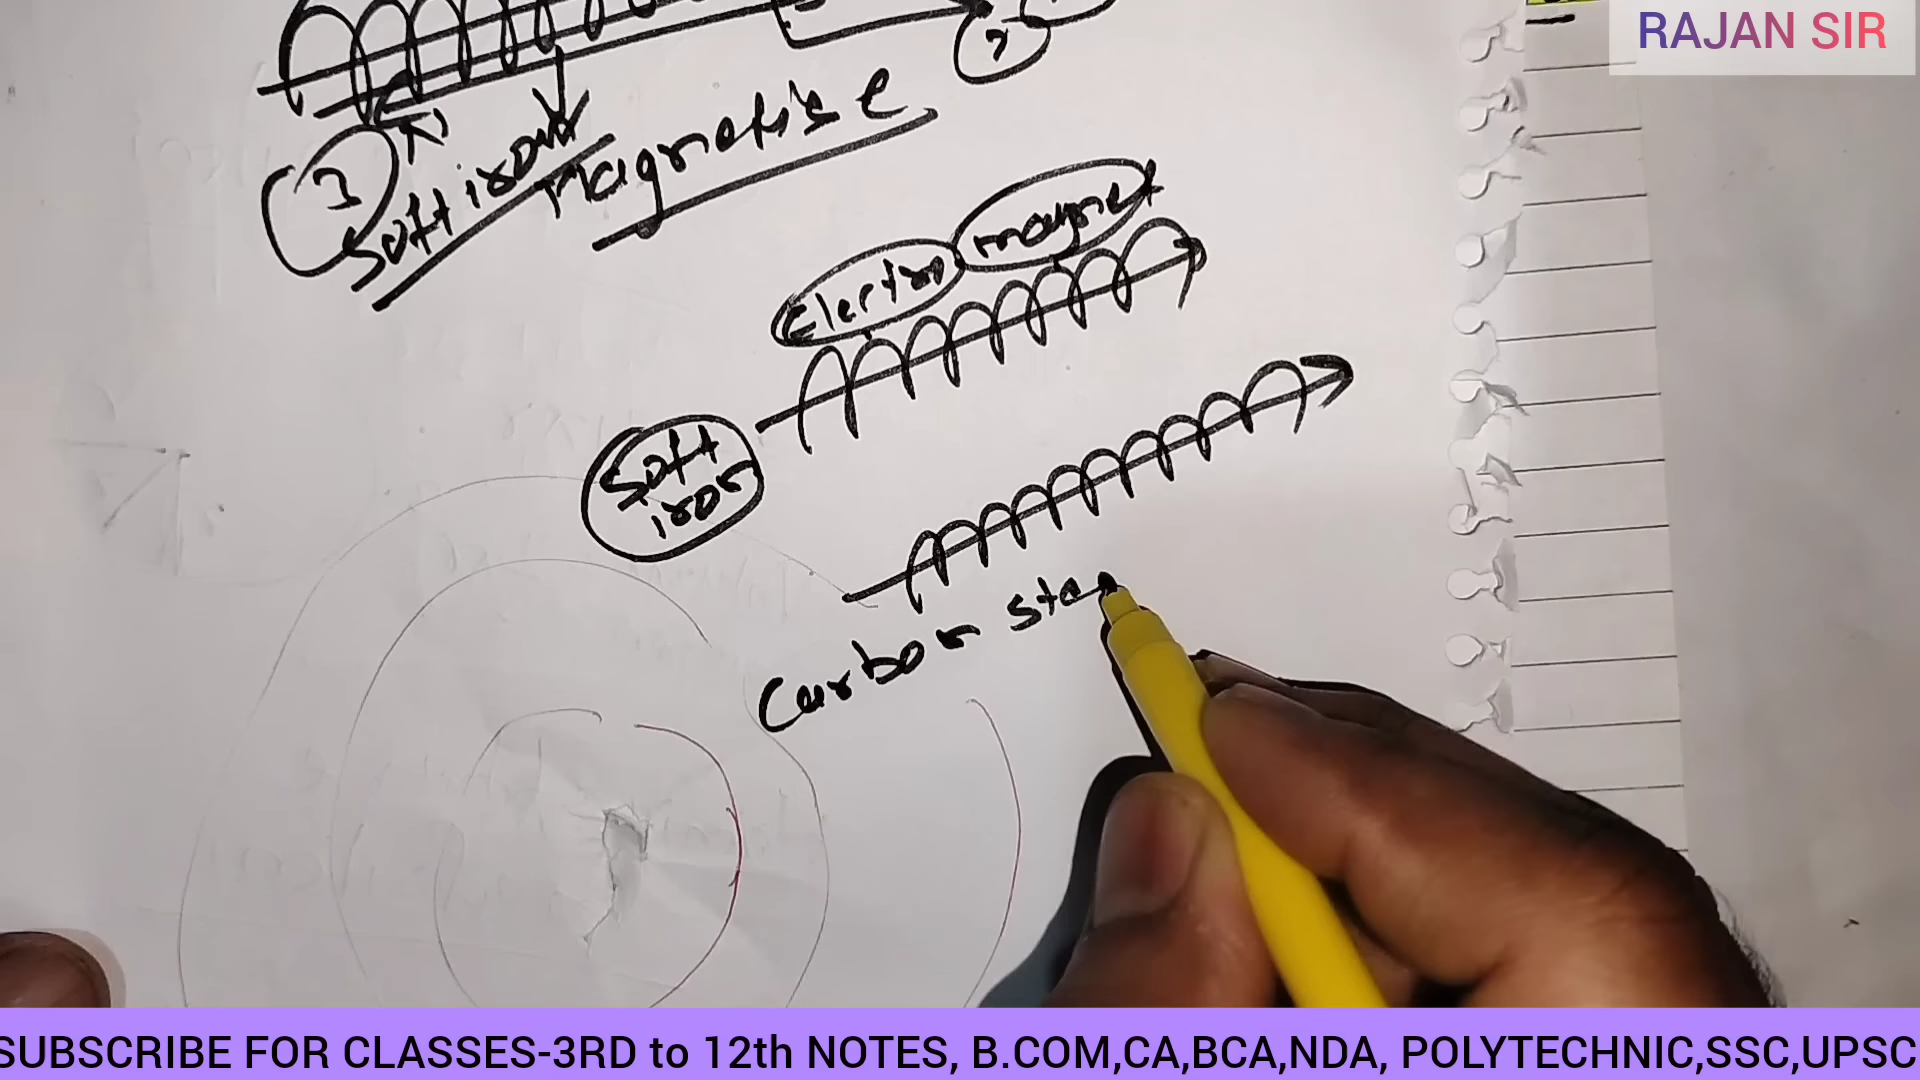 RAJAN SIR
?
Magnetise
3
Soft iron
Electro magnet
Soft
iron
Carbon ste
SUBSCRIBE FOR CLASSES-3RD to 12th NOTES, B.COM,CA,BCA,NDA, POLYTECHNIC,SSC,UPSC